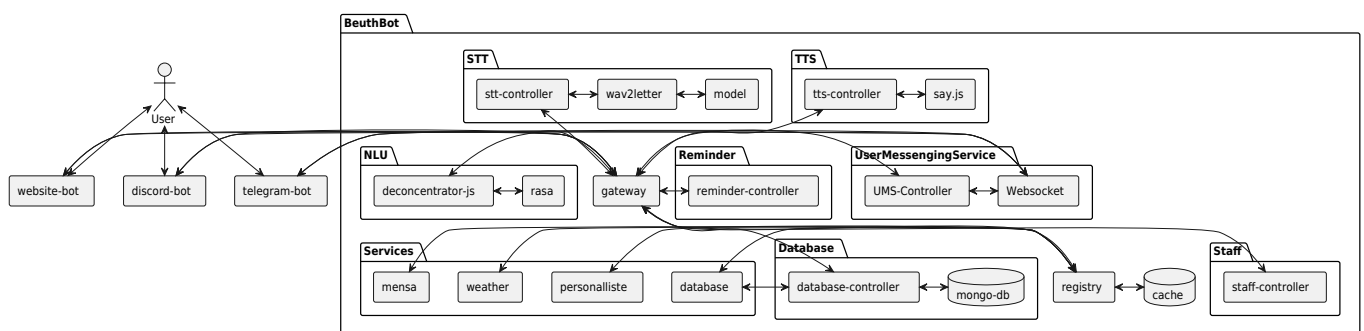 BeuthBot
STT
TTS
stt-controller
wav2letter
model
tts-controller
say.js
User
NLU
Reminder
UserMessengingService
website-bot
discord-bot
telegram-bot
deconcentrator-js
rasa
gateway
reminder-controller
UMS-Controller
Websocket
Services
Database
Staff
mensa
weather
personalliste
database
database-controller
mongo-db
registry
cache
staff-controller